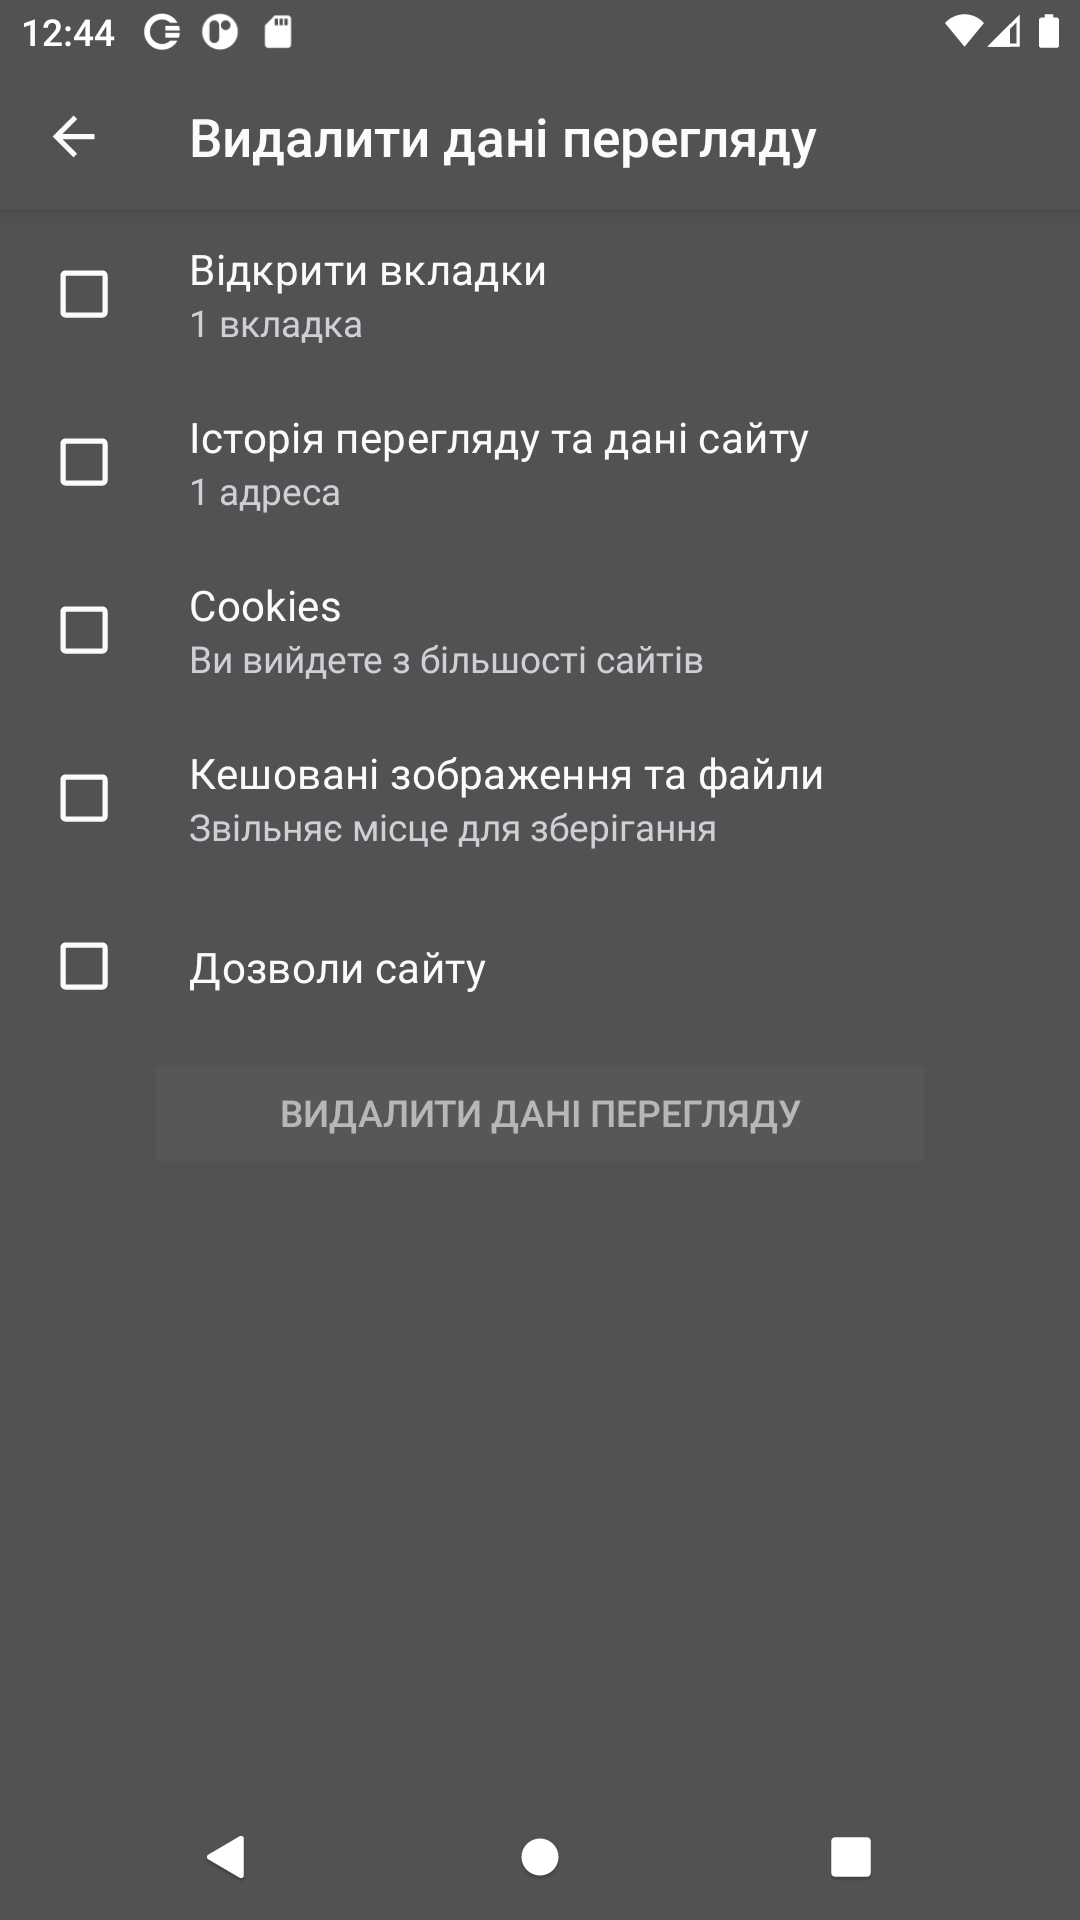 12:44
Видалити дані перегляду
Відкрити вкладки
1 вкладка
Історія перегляду та дані сайту
1 адреса
Cookies
Ви вийдете з більшості сайтів
Кешовані зображення та файли
Звільняє місце для зберігання
Дозволи сайту
ВИДАЛИТИ ДАНІ ПЕРЕГЛЯДУ